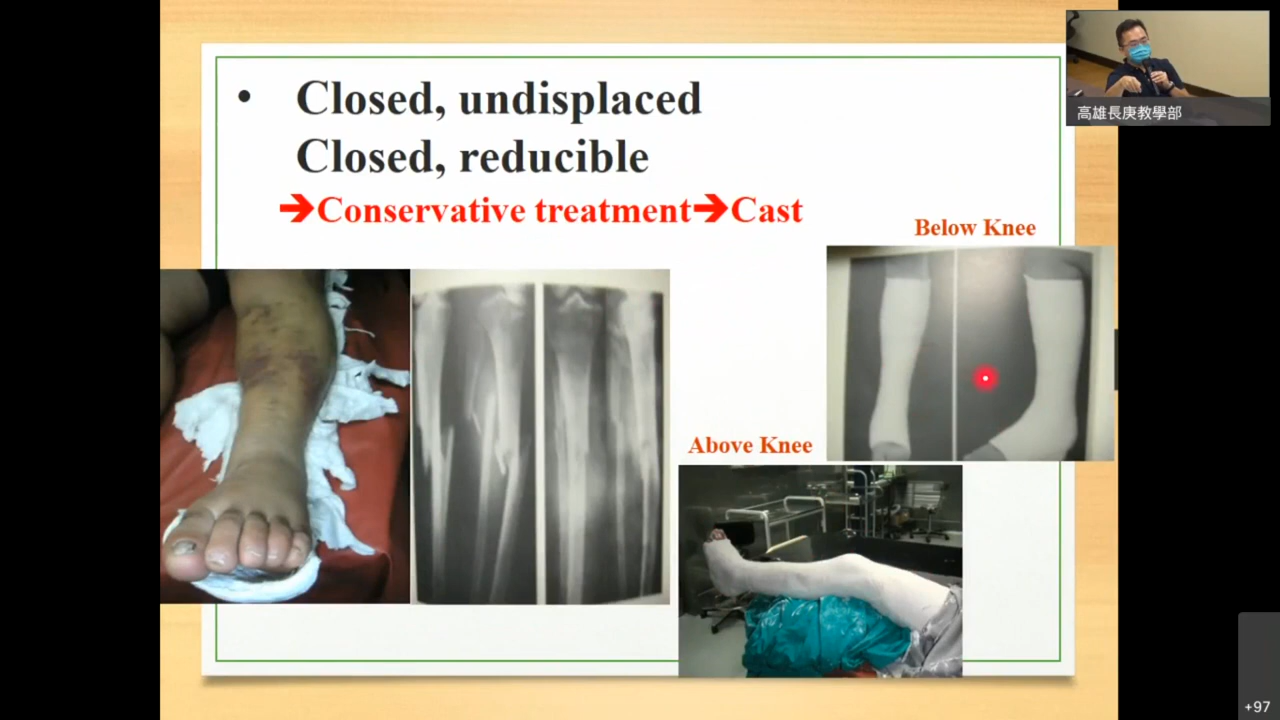 • Closed, undisplaced
Closed, reducible
➔Conservative treatment➔Cast
Below Knee
Above Knee
高雄長庚教學部
+97